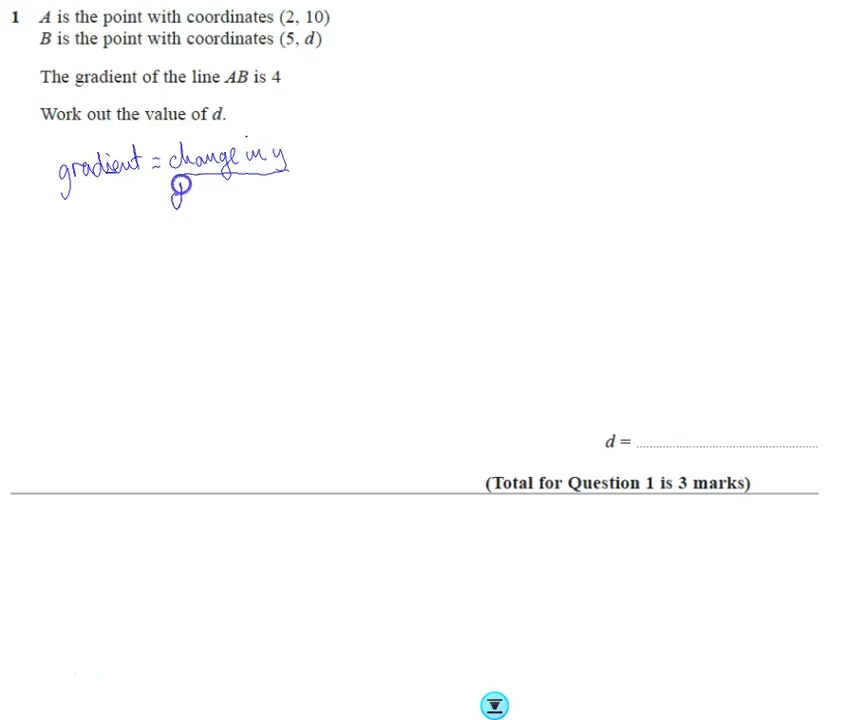 1 A is the point with coordinates (2, 10)
B is the point with coordinates (5, d)
The gradient of the line AB is 4
Work out the value of d.
gradient = change in y
d = ................................................
(Total for Question 1 is 3 marks)